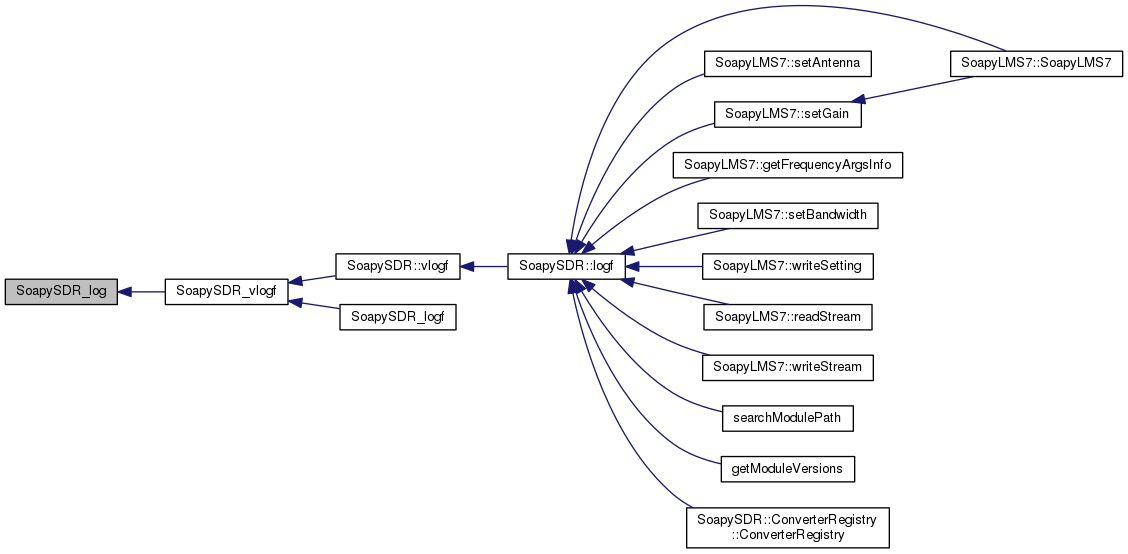 SoapySDR_log
SoapySDR_vlogf
SoapySDR::vlogf
SoapySDR_logf
SoapySDR::logf
SoapyLMS7::SoapyLMS7
SoapyLMS7::setAntenna
SoapyLMS7::setGain
SoapyLMS7::getFrequencyArgsInfo
SoapyLMS7::setBandwidth
SoapyLMS7::writeSetting
SoapyLMS7::readStream
SoapyLMS7::writeStream
searchModulePath
getModuleVersions
SoapySDR::ConverterRegistry
::ConverterRegistry